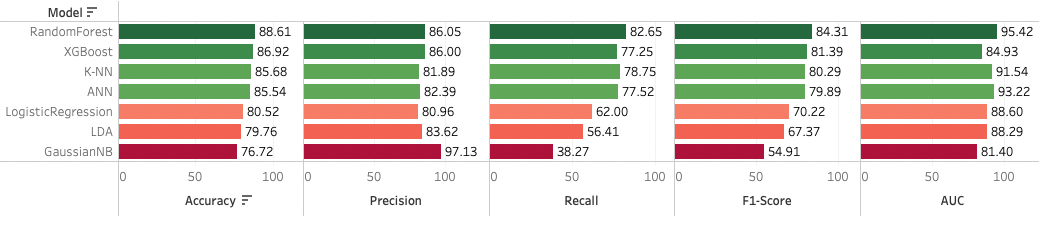 Model
RandomForest 88.61 86.05 82.65 84.31 95.42
XGBoost 86.92 86.00 77.25 81.39 84.93
K-NN 85.68 81.89 78.75 80.29 91.54
ANN 85.54 82.39 77.52 79.89 93.22
LogisticRegression 80.52 80.96 62.00 70.22 88.60
LDA 79.76 83.62 56.41 67.37 88.29
GaussianNB 76.72 97.13 38.27 54.91 81.40
0 50 100 0 50 100 0 50 100 0 50 100 0 50 100
Accuracy Precision Recall F1-Score AUC